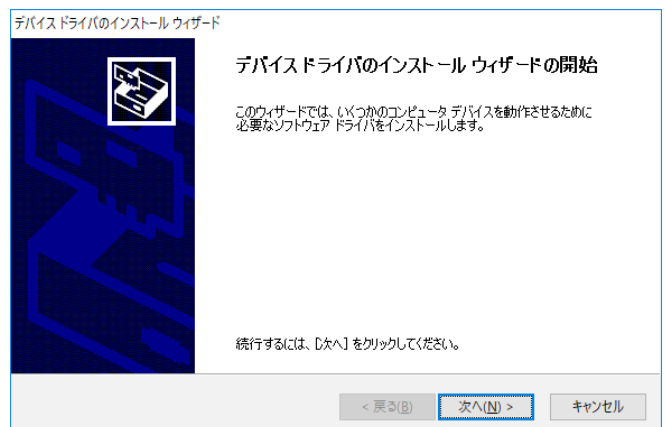 デバイス ドライバのインストール ウィザード
デバイス ドライバのインストール ウィザードの開始
このウィザードでは、いくつかのコンピュータ デバイスを動作させるために
必要なソフトウェア ドライバをインストールします。
続行するには、[次へ] をクリックしてください。
< 戻る(B)
次へ(N) >
キャンセル